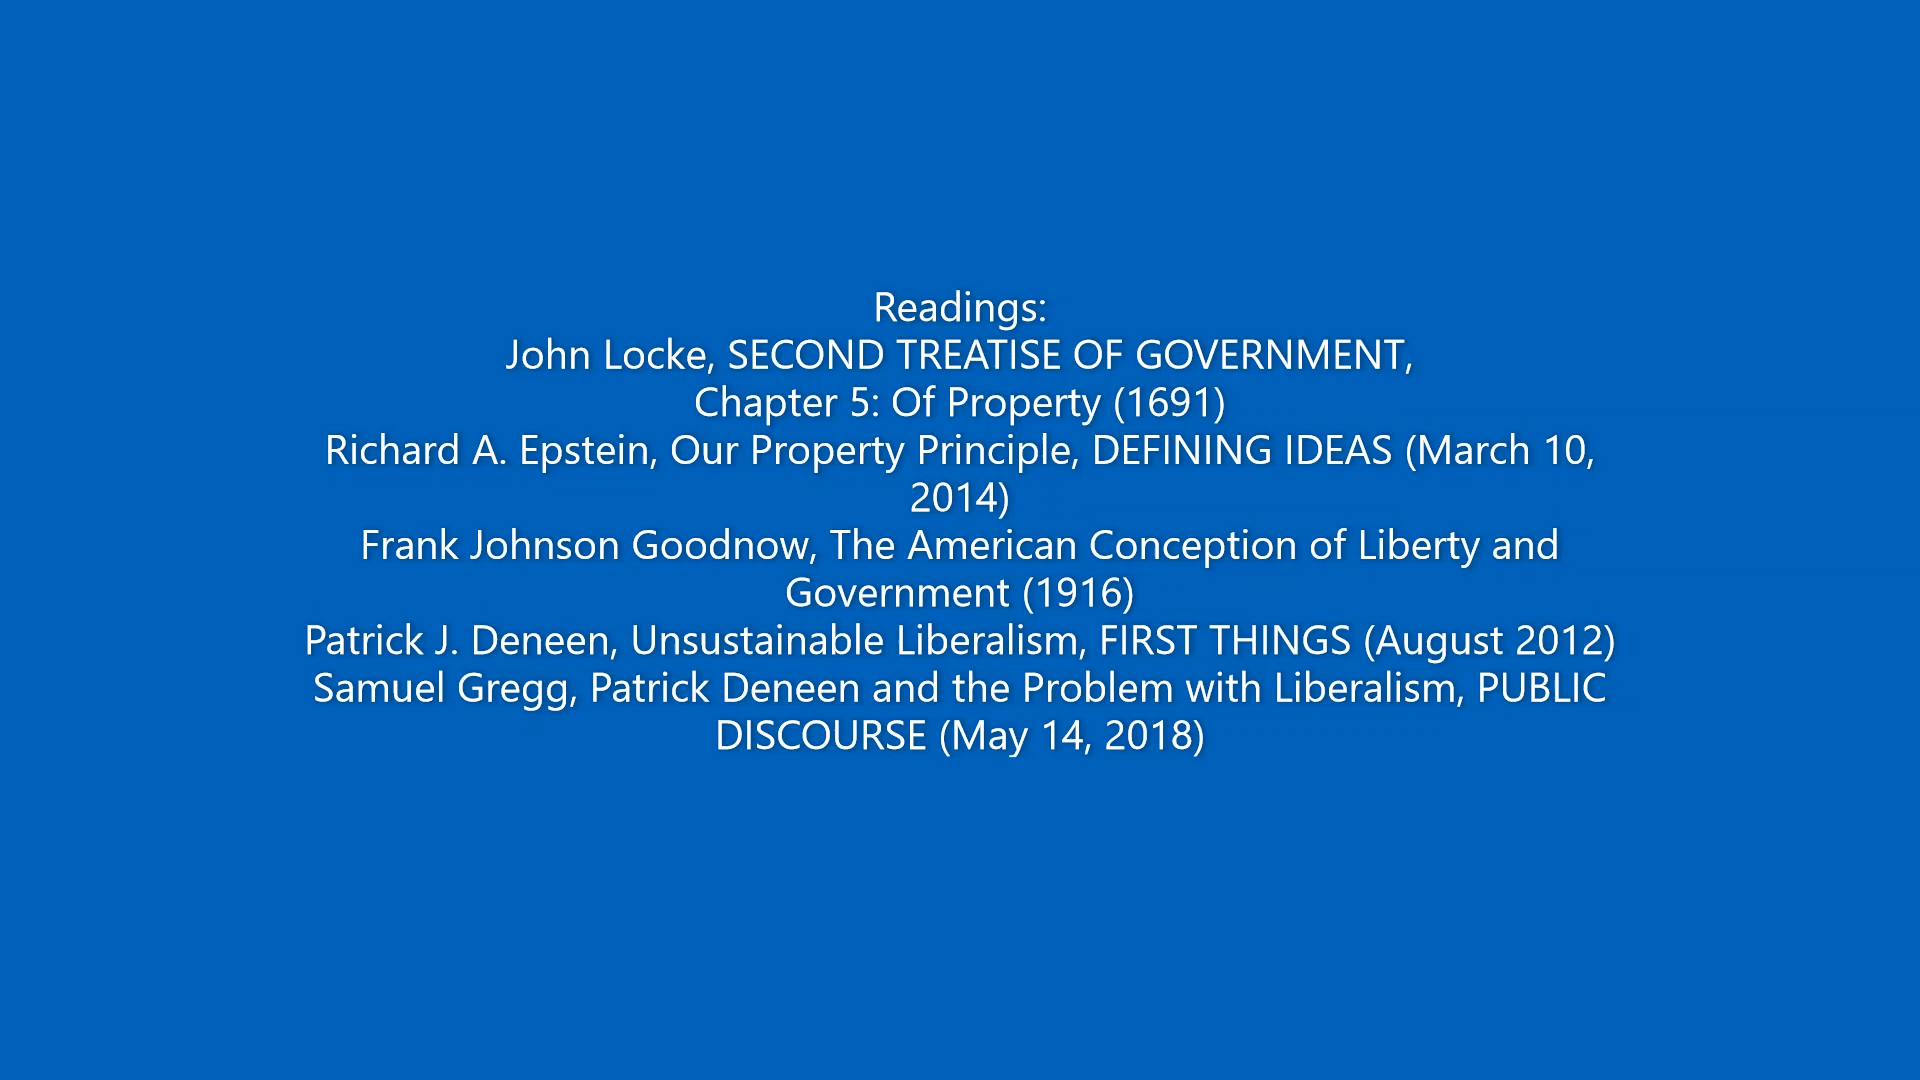 Readings:
John Locke, SECOND TREATISE OF GOVERNMENT,
Chapter 5: Of Property (1691)
Richard A. Epstein, Our Property Principle, DEFINING IDEAS (March 10,
2014)
Frank Johnson Goodnow, The American Conception of Liberty and
Government (1916)
Patrick J. Deneen, Unsustainable Liberalism, FIRST THINGS (August 2012)
Samuel Gregg, Patrick Deneen and the Problem with Liberalism, PUBLIC
DISCOURSE (May 14, 2018)